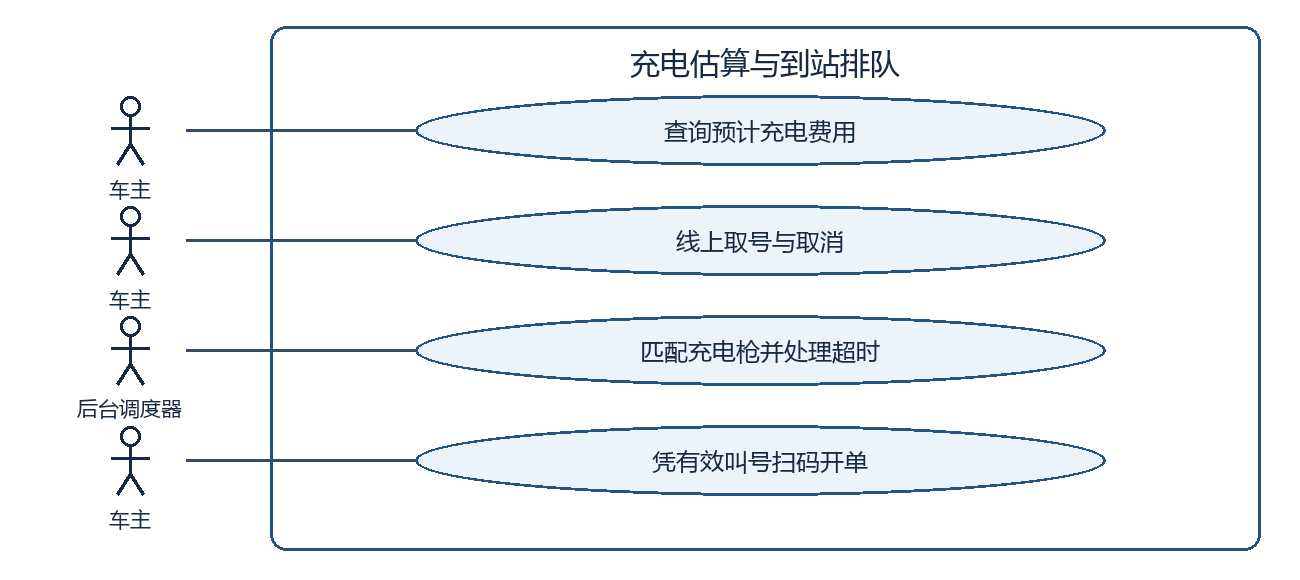 充电估算与到站排队
查询预计充电费用
车主
线上取号与取消
车主
匹配充电枪并处理超时
后台调度器
凭有效叫号扫码开单
车主